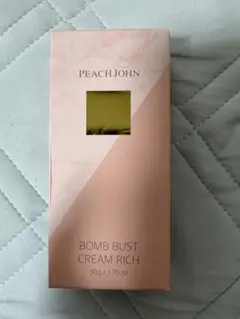 PEACH JOHN
BOMB BUST
CREAM RICH